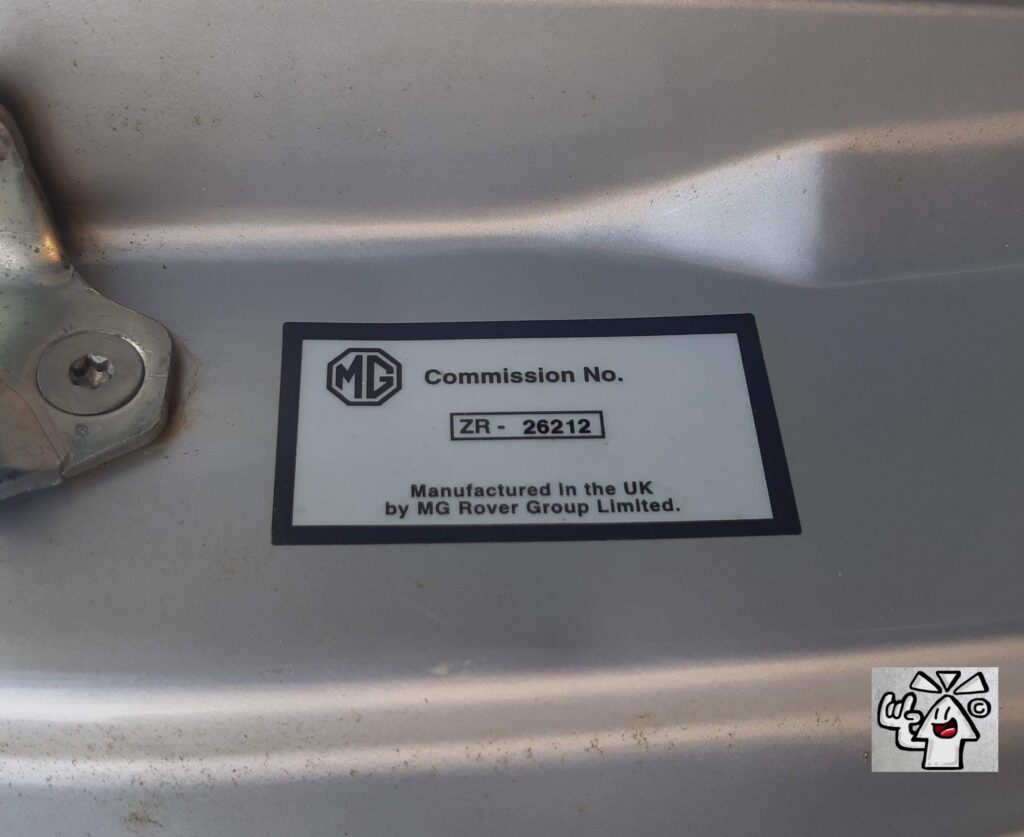 MG Commission No.
ZR - 26212
Manufactured in the UK
by MG Rover Group Limited.
©